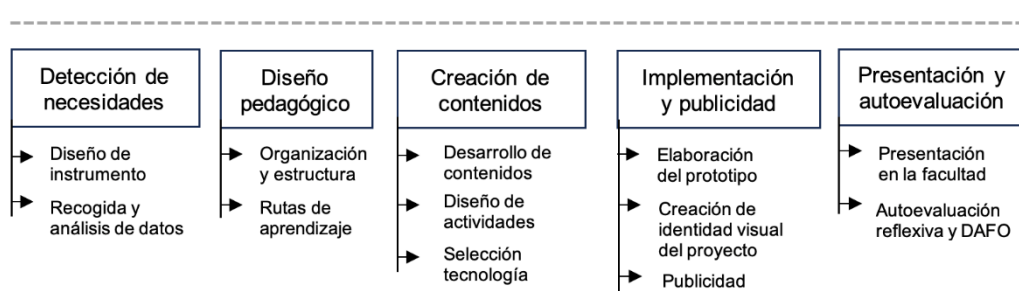 Detección de
necesidades
Diseño de
instrumento
Recogida y
análisis de datos
Diseño
pedagógico
Organización
y estructura
Rutas de
aprendizaje
Creación de
contenidos
Desarrollo de
contenidos
Diseño de
actividades
Selección
tecnología
Implementación
y publicidad
Elaboración
del prototipo
Creación de
identidad visual
del proyecto
Publicidad
Presentación y
autoevaluación
Presentación
en la facultad
Autoevaluación
reflexiva y DAFO